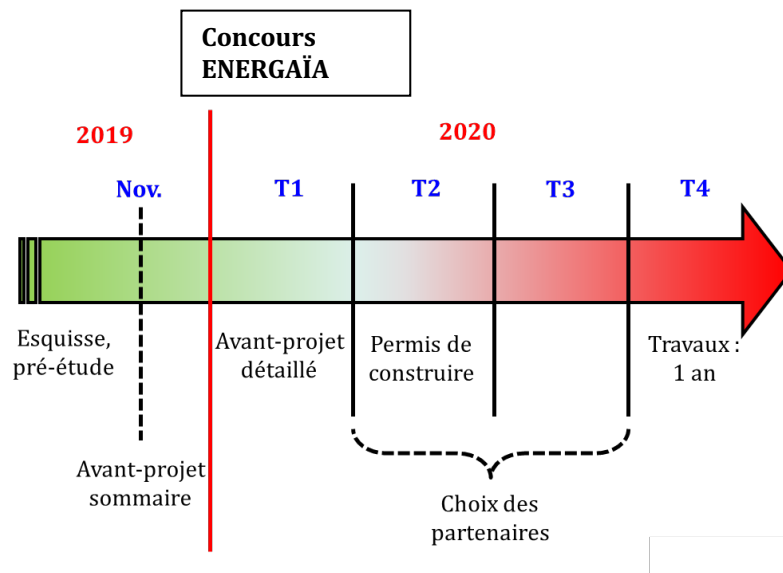 Concours
ENERGAÏA
2019
2020
Nov.
T1
T2
T3
T4
Esquisse,
pré-étude
Avant-projet
détaillé
Permis de
construire
Travaux :
1 an
Avant-projet
sommaire
Choix des
partenaires